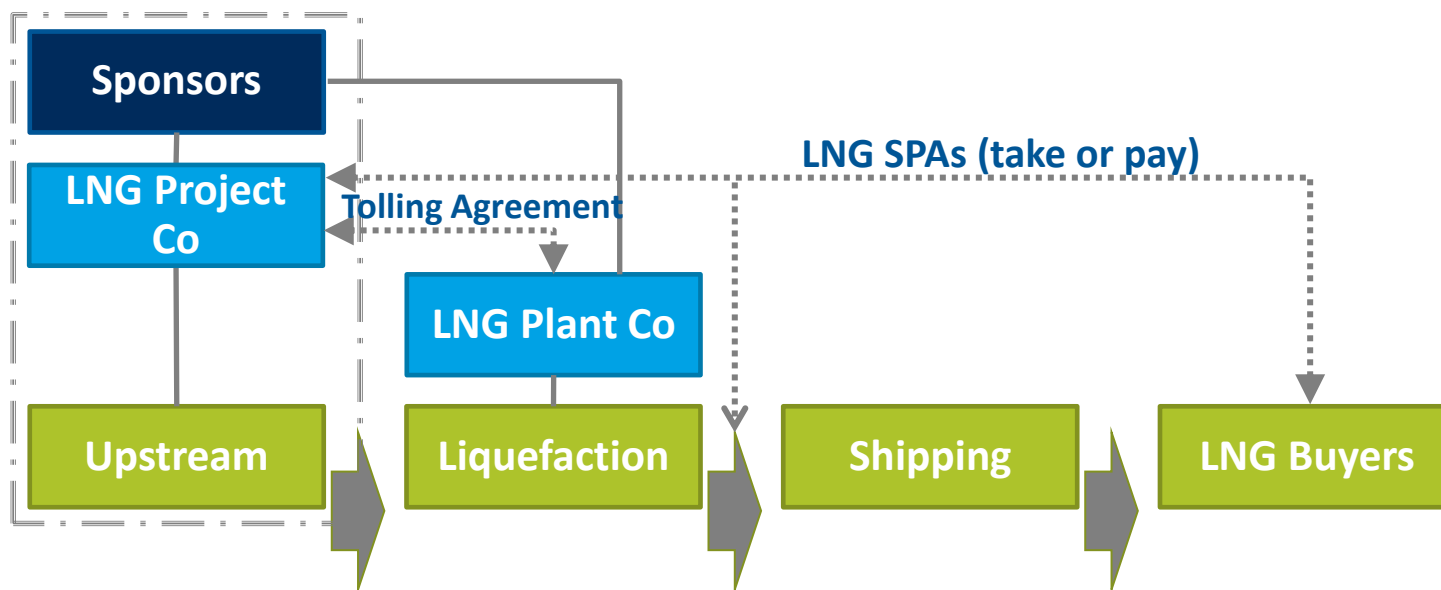 Sponsors
LNG SPAs (take or pay)
LNG Project
Co
Tolling Agreement
LNG Plant Co
Upstream
Liquefaction
Shipping
LNG Buyers